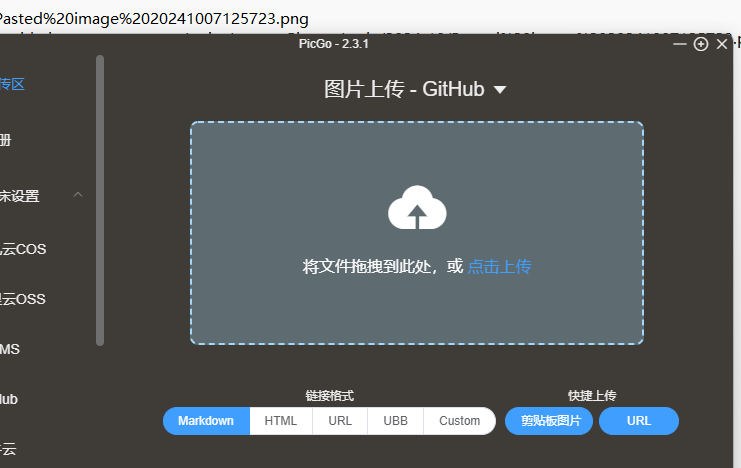 Pasted%20image%2020241007125723.png
PicGo - 2.3.1
传区
图片上传 - GitHub
册
床设置
云COS
云OSS
MS
ub
云
将文件拖拽到此处，或 点击上传
链接格式
快捷上传
Markdown HTML URL UBB Custom 剪贴板图片 URL